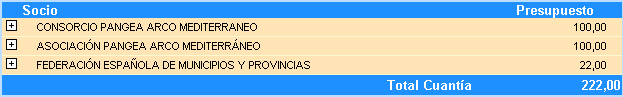 Socio Presupuesto
CONSORCIO PANGEA ARCO MEDITERRANEO 100,00
ASOCIACIÓN PANGEA ARCO MEDITERRÁNEO 100,00
FEDERACIÓN ESPAÑOLA DE MUNICIPIOS Y PROVINCIAS 22,00
Total Cuantía 222,00